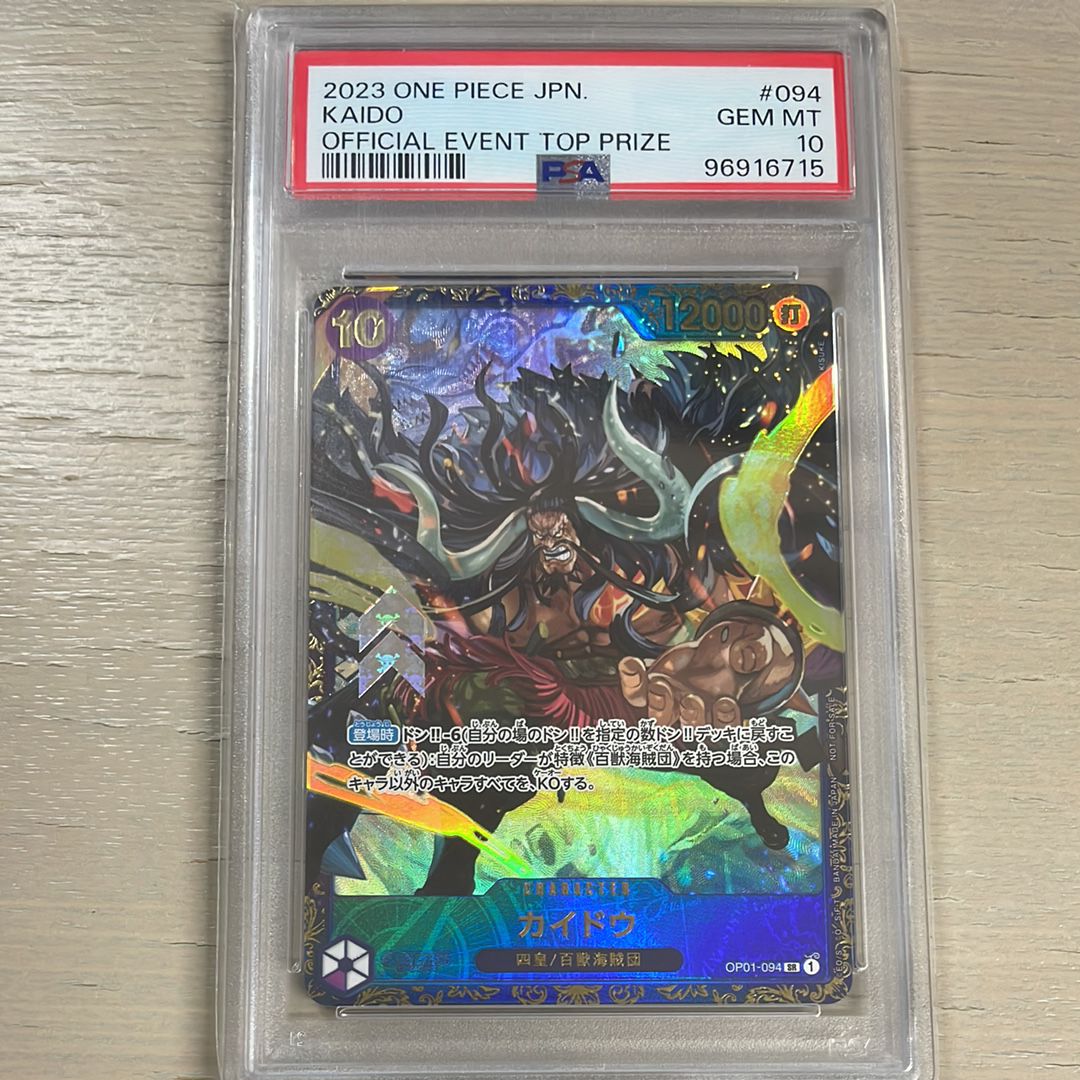 2023 ONE PIECE JPN. #094
KAIDO GEM MT
OFFICIAL EVENT TOP PRIZE 10
PSA 96916715
10
12000 打
KISUKE
登場時 ドン!!-6(自分の場のドン!!を指定の数ドン!!デッキに戻すこ
とができる):自分のリーダーが特徴《百獣海賊団》を持つ場合、この
キャラ以外のキャラすべてを、KOする。
NOT FOR SALE
BANDAI MADE IN JAPAN
CHARACTER
カイドウ
四皇/百獣海賊団
OP01-094 SR 1